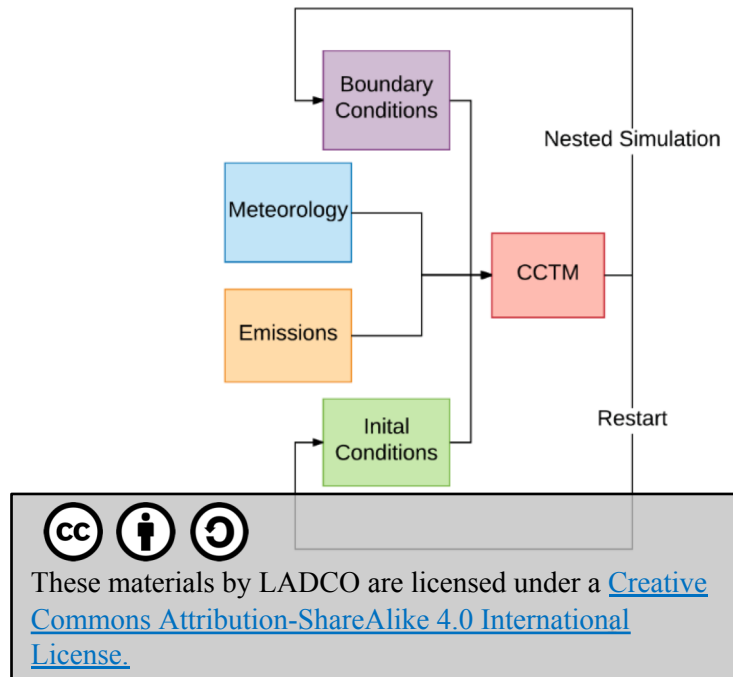 Boundary
Conditions
Nested Simulation
Meteorology
CCTM
Emissions
Inital
Conditions
Restart
cc
These materials by LADCO are licensed under a Creative
Commons Attribution-ShareAlike 4.0 International
License.